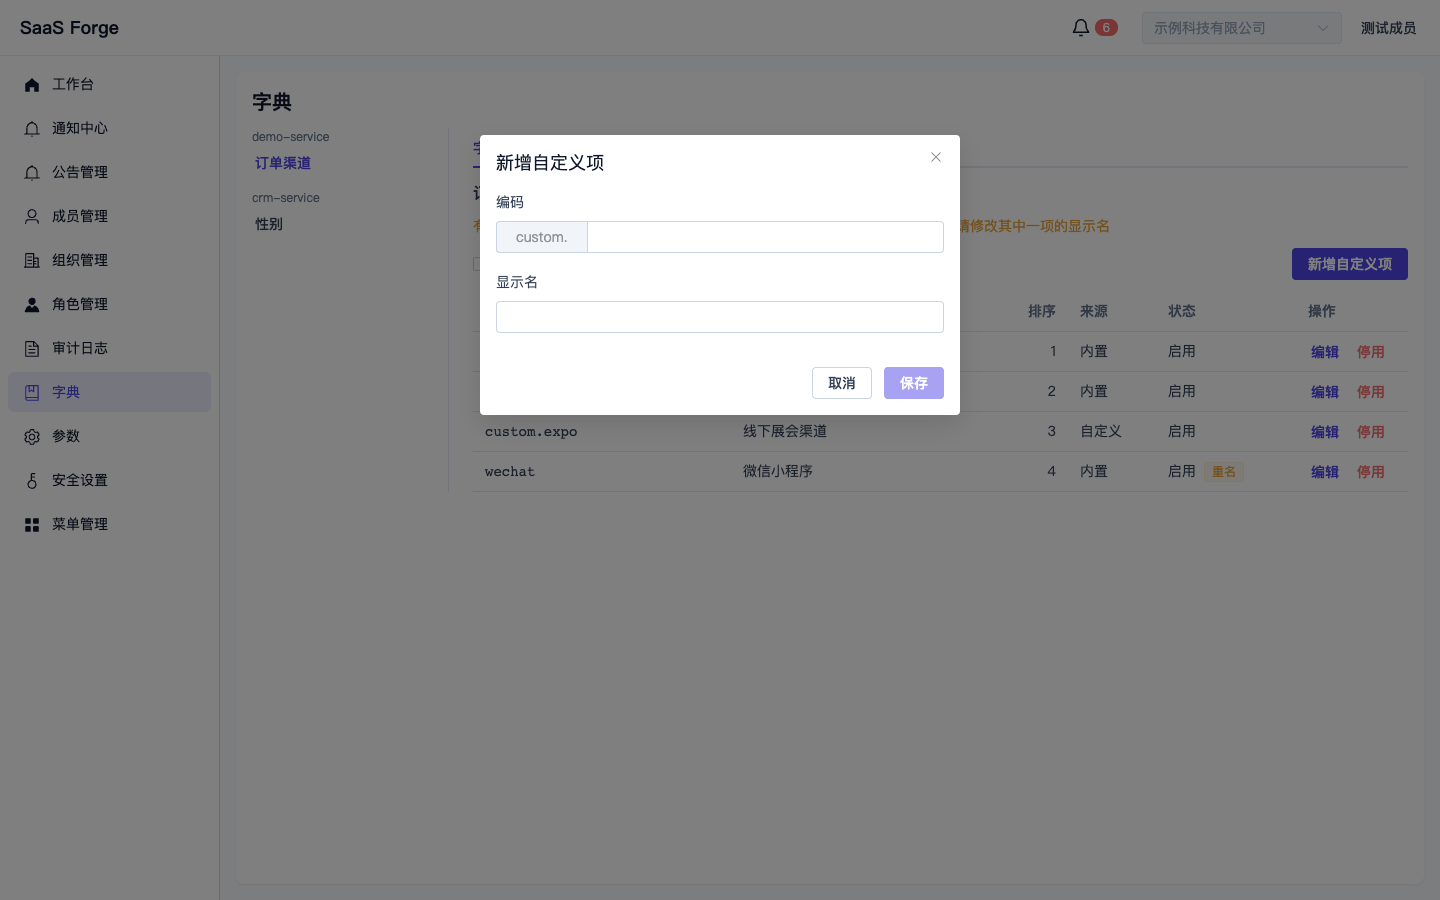 SaaS Forge
6
示例科技有限公司
测试成员
工作台
通知中心
公告管理
成员管理
组织管理
角色管理
审计日志
字典
参数
安全设置
菜单管理
字典
demo-service
订单渠道
crm-service
性别
请修改其中一项的显示名
新增自定义项
排序 来源 状态 操作
1 内置 启用 编辑 停用
2 内置 启用 编辑 停用
custom.expo 线下展会渠道 3 自定义 启用 编辑 停用
wechat 微信小程序 4 内置 启用 重名 编辑 停用
新增自定义项
编码
custom.
显示名
取消
保存